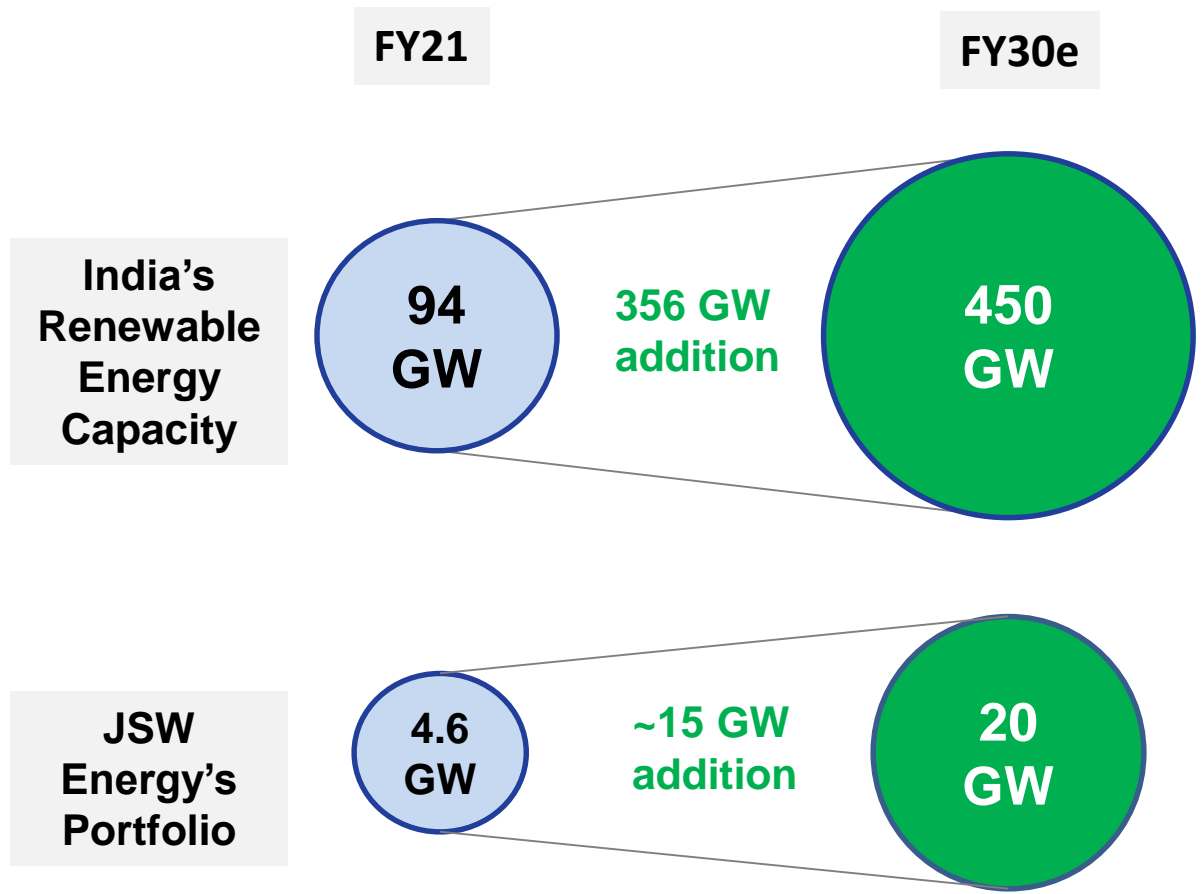 FY21
FY30e
India’s
Renewable
Energy
Capacity
94
GW
356 GW
addition
450
GW
JSW
Energy’s
Portfolio
4.6
GW
~15 GW
addition
20
GW